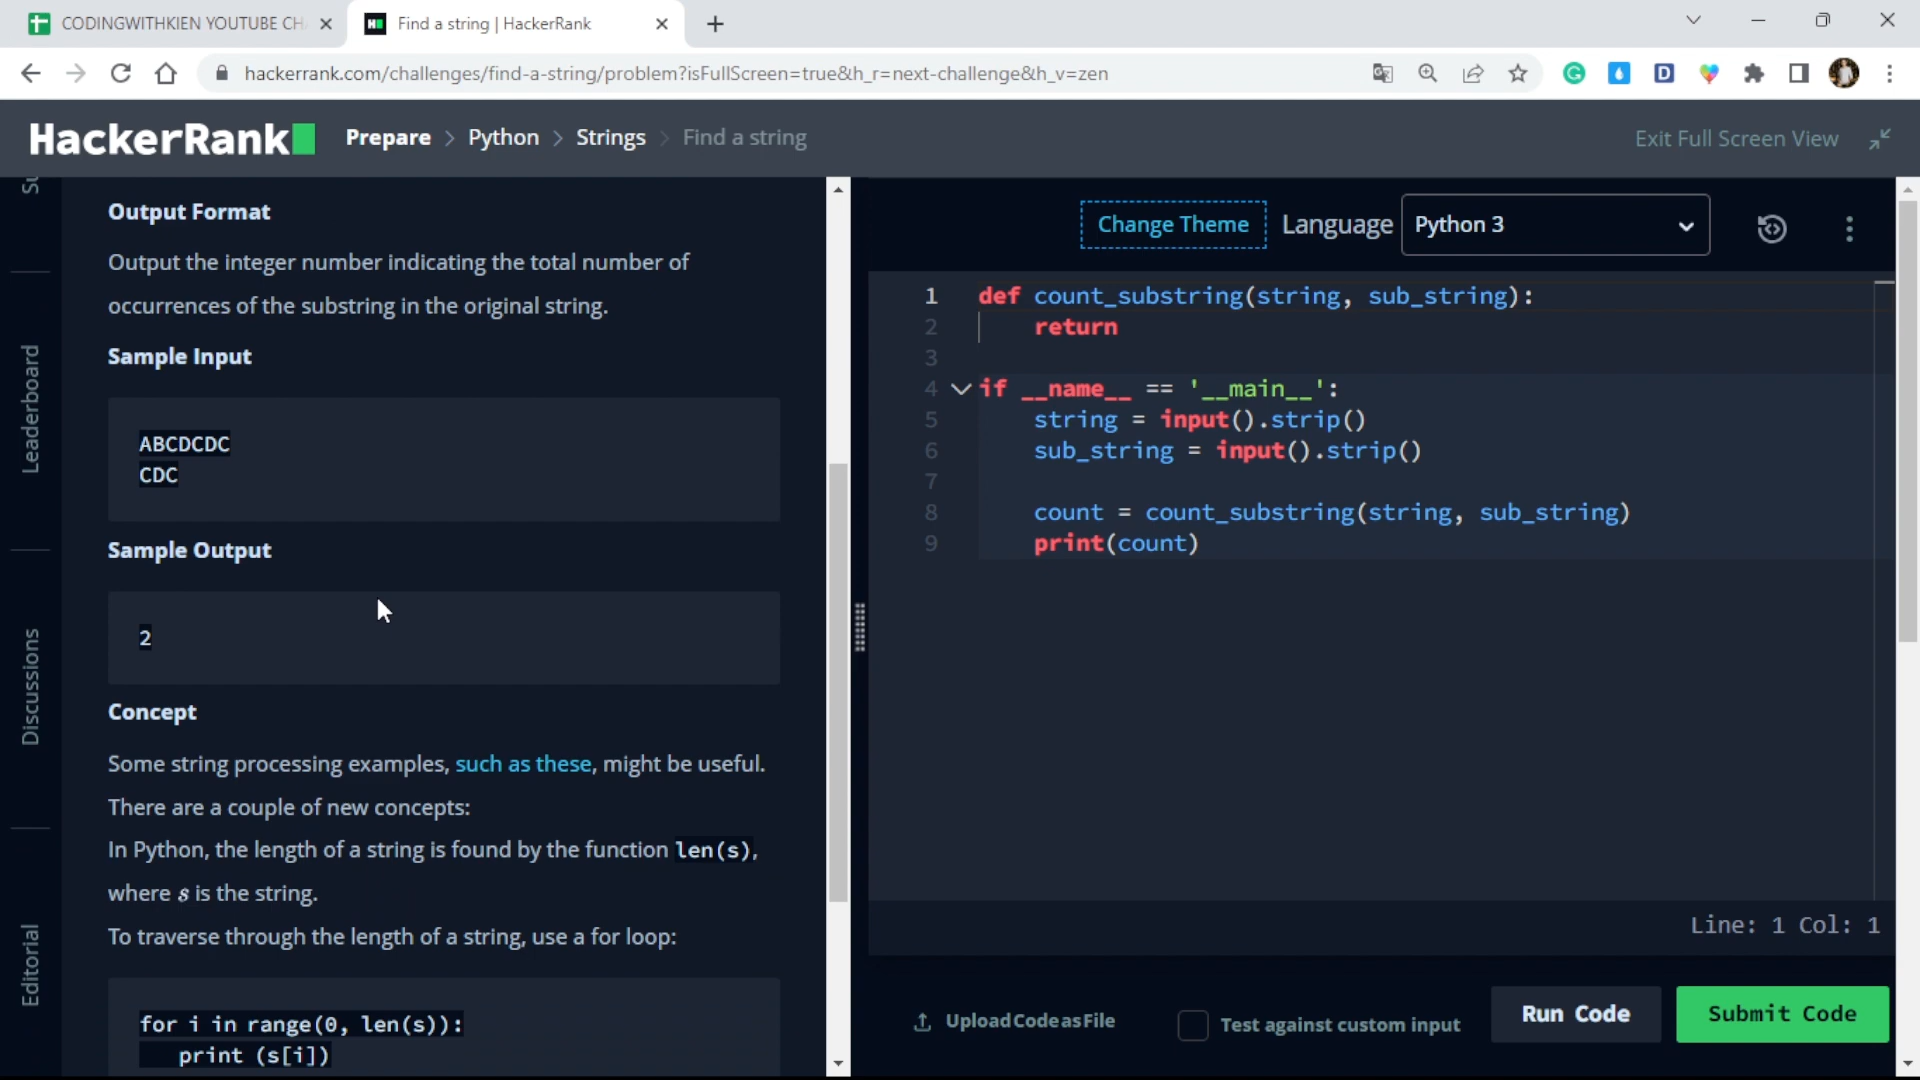 CODINGWITHKIEN YOUTUBE CH
Find a string | HackerRank
hackerrank.com/challenges/find-a-string/problem?isFullScreen=true&h_r=next-challenge&h_v=zen
HackerRank
Prepare > Python > Strings > Find a string
Exit Full Screen View
Leaderboard
Discussions
Editorial
Output Format
Output the integer number indicating the total number of
occurrences of the substring in the original string.
Sample Input
ABCDCDC
CDC
Sample Output
2
Concept
Some string processing examples, such as these, might be useful.
There are a couple of new concepts:
In Python, the length of a string is found by the function len(s),
where s is the string.
To traverse through the length of a string, use a for loop:
for i in range(0, len(s)):
print (s[i])
Change Theme Language Python 3
1 def count_substring(string, sub_string):
2 return
3
4 if __name__ == '__main__':
5 string = input().strip()
6 sub_string = input().strip()
7
8 count = count_substring(string, sub_string)
9 print(count)
Line: 1 Col: 1
Upload Code as File
Test against custom input
Run Code
Submit Code